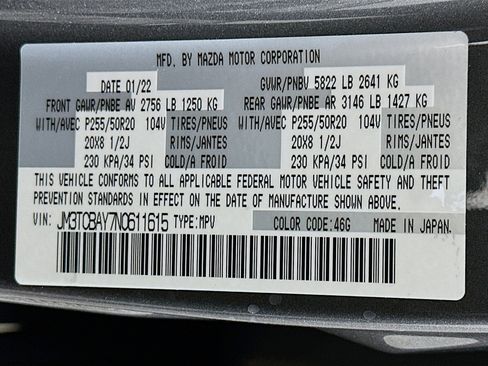 MFD. BY MAZDA MOTOR CORPORATION
DATE 01/22 GVWR/PNBV 5822 LB 2641 KG
FRONT GAWR/PNBE AV 2756 LB 1250 KG REAR GAWR/PNBE AR 3146 LB 1427 KG
WITH/AVEC P255/50R20 104V TIRES/PNEUS WITH/AVEC P255/50R20 104V TIRES/PNEUS
20X8 1/2J RIMS/JANTES 20X8 1/2J RIMS/JANTES
230 KPA/34 PSI COLD/A FROID 230 KPA/34 PSI COLD/A FROID
THIS VEHICLE CONFORMS TO ALL APPLICABLE FEDERAL MOTOR VEHICLE SAFETY AND THEFT
PREVENTION STANDARDS IN EFFECT ON THE DATE OF MANUFACTURE SHOWN ABOVE.
VIN: JM3TCBAY7N0611615 TYPE:MPV COLOR CODE:46G MADE IN JAPAN.